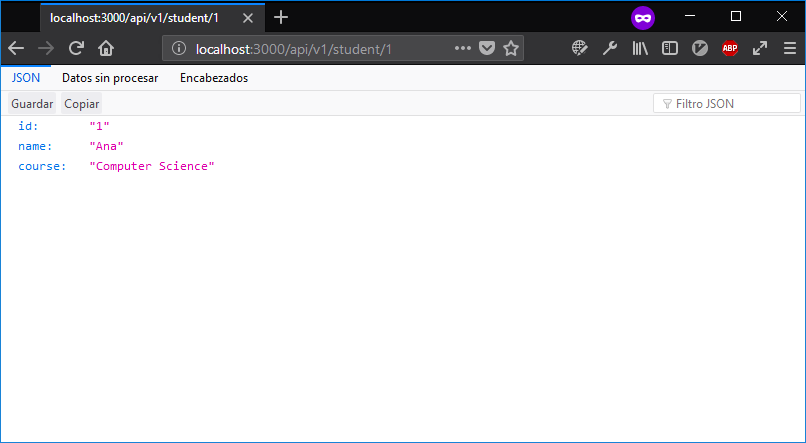 localhost:3000/api/v1/student/1
localhost:3000/api/v1/student/1
ABP
JSON Datos sin procesar Encabezados
Guardar Copiar Filtro JSON
id: "1"
name: "Ana"
course: "Computer Science"